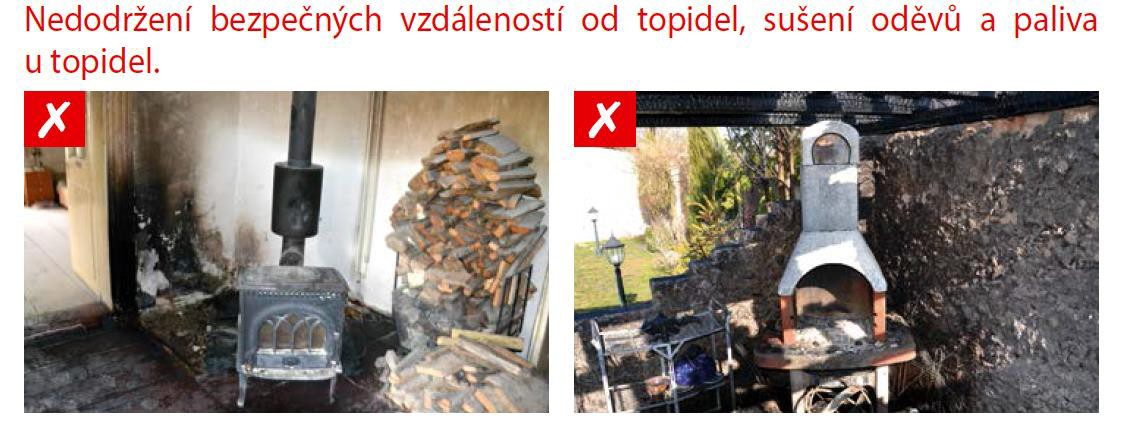 Nedodržení bezpečných vzdáleností od topidel, sušení oděvů a paliva
u topidel.